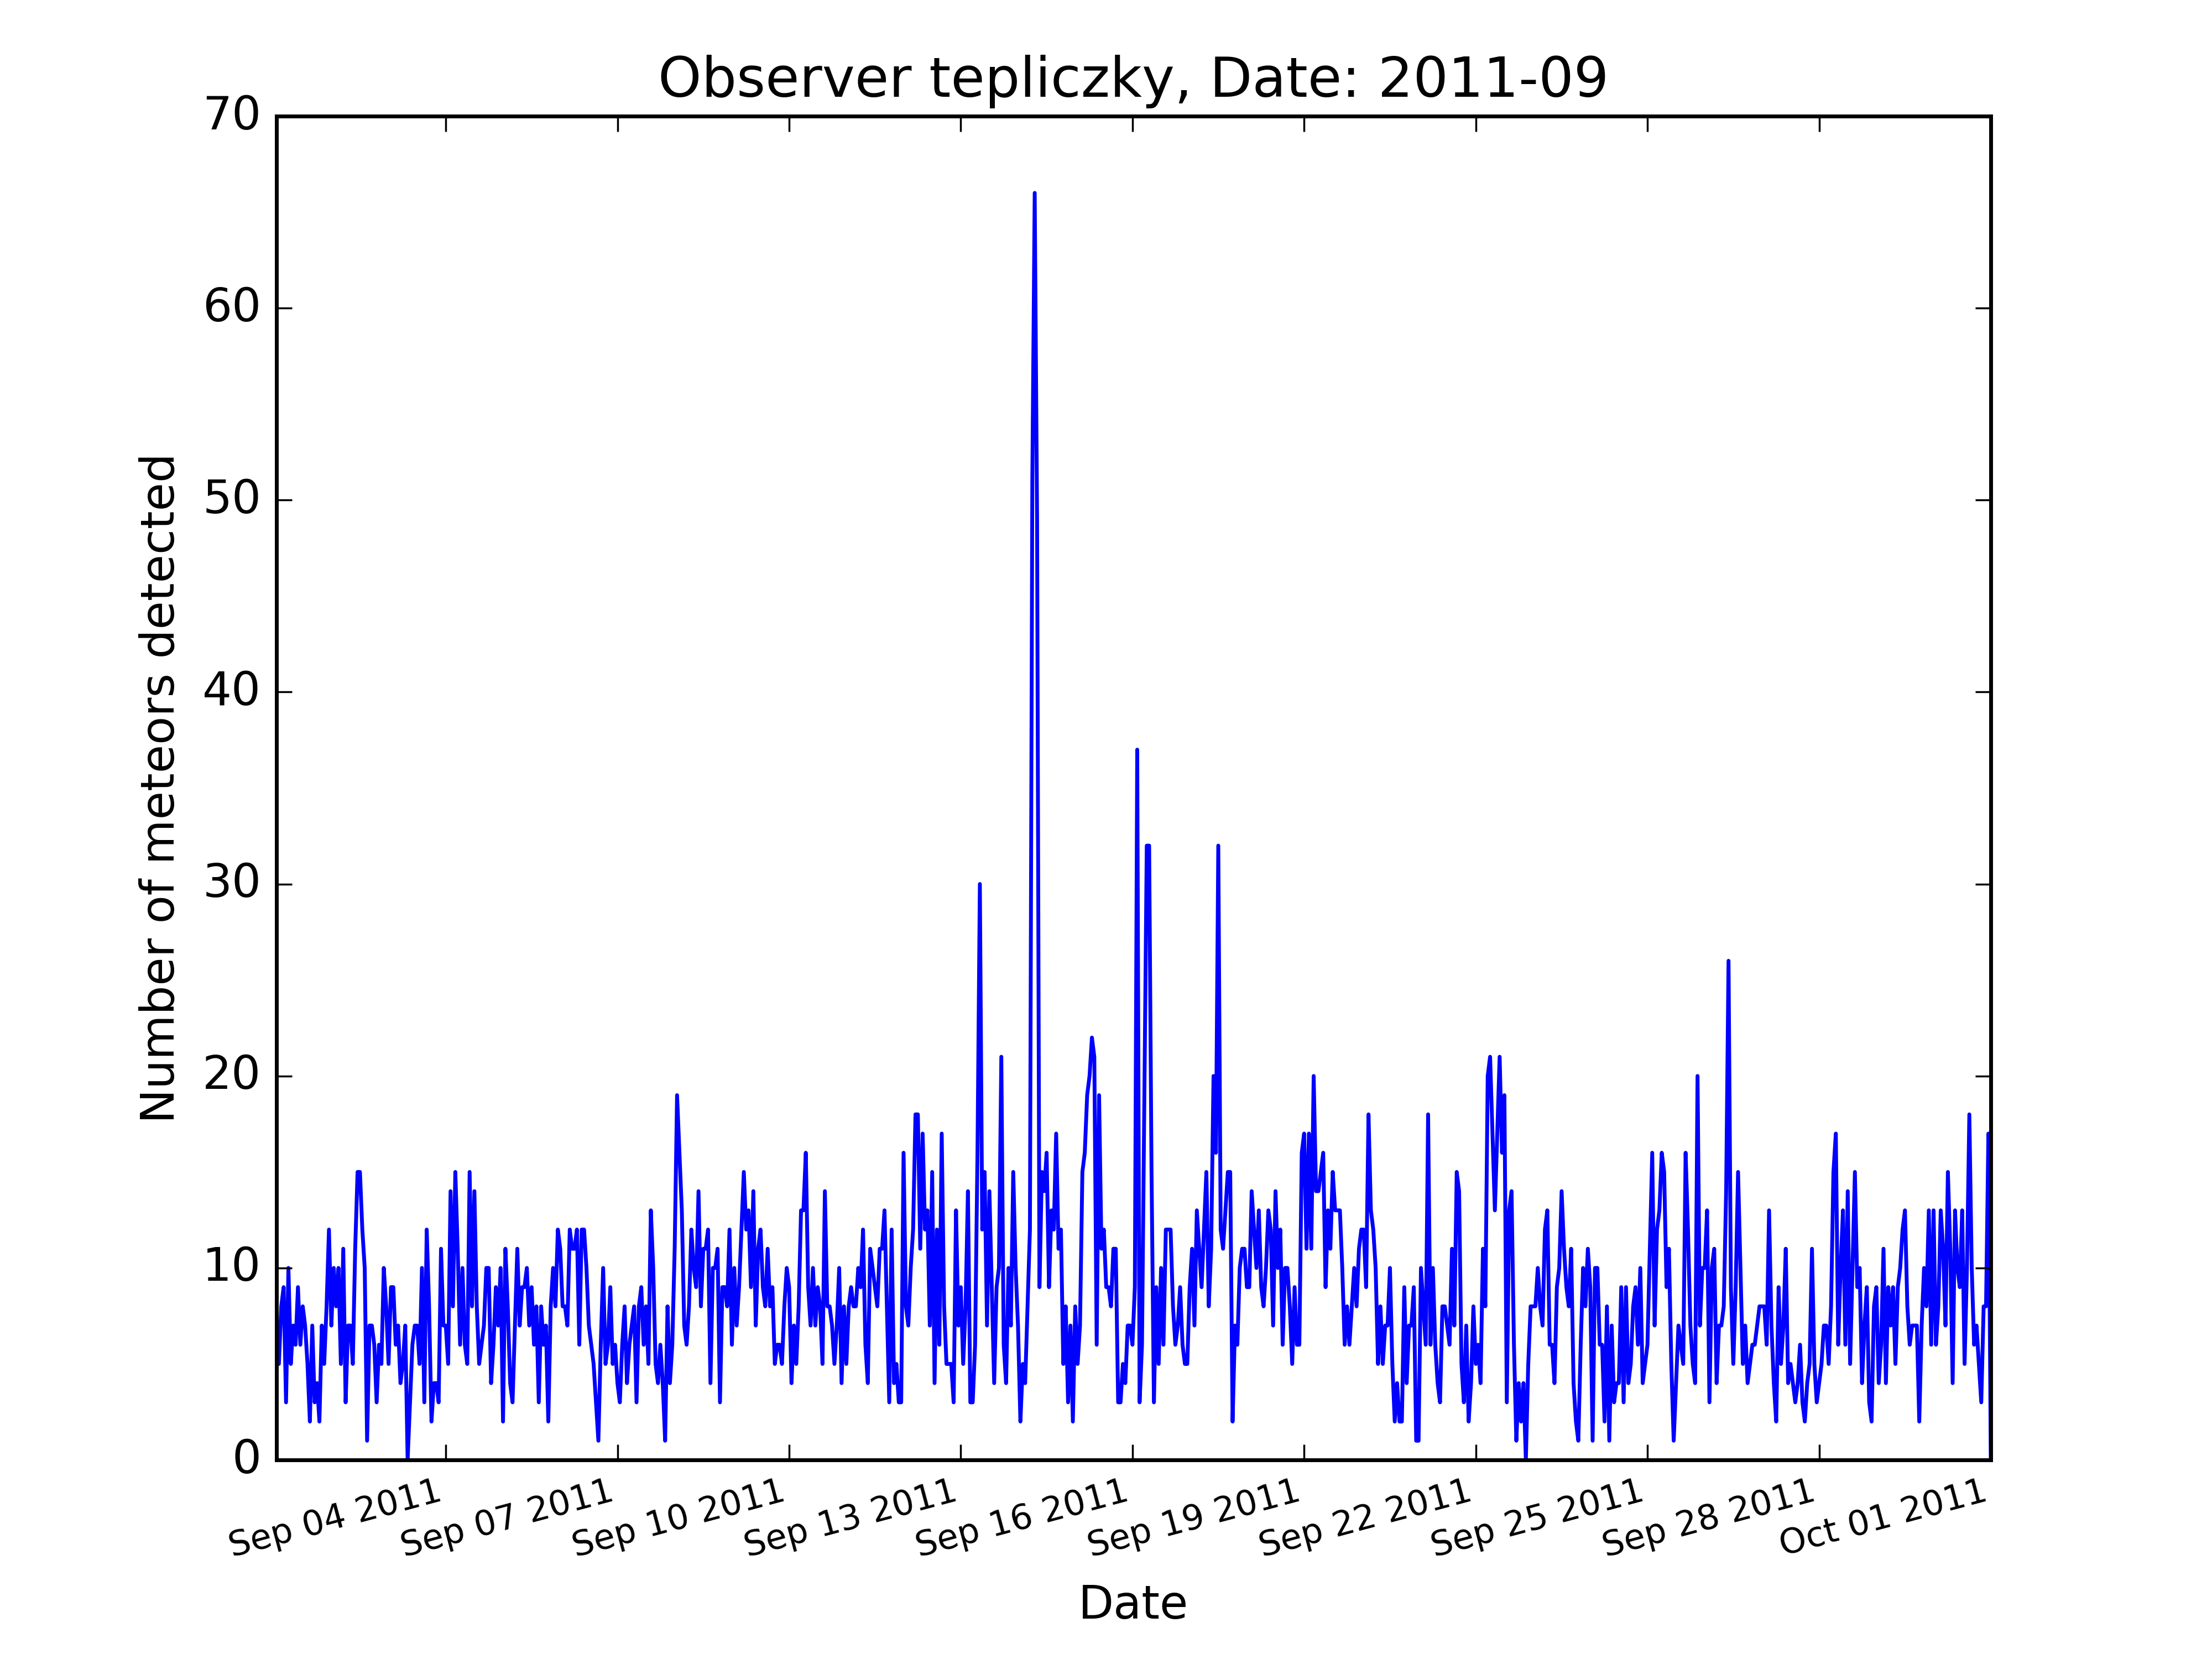 Observer tepliczky, Date: 2011-09
70
60
50
40
30
20
10
0
Number of meteors detected
Sep 04 2011
Sep 07 2011
Sep 10 2011
Sep 13 2011
Sep 16 2011
Sep 19 2011
Sep 22 2011
Sep 25 2011
Sep 28 2011
Oct 01 2011
Date